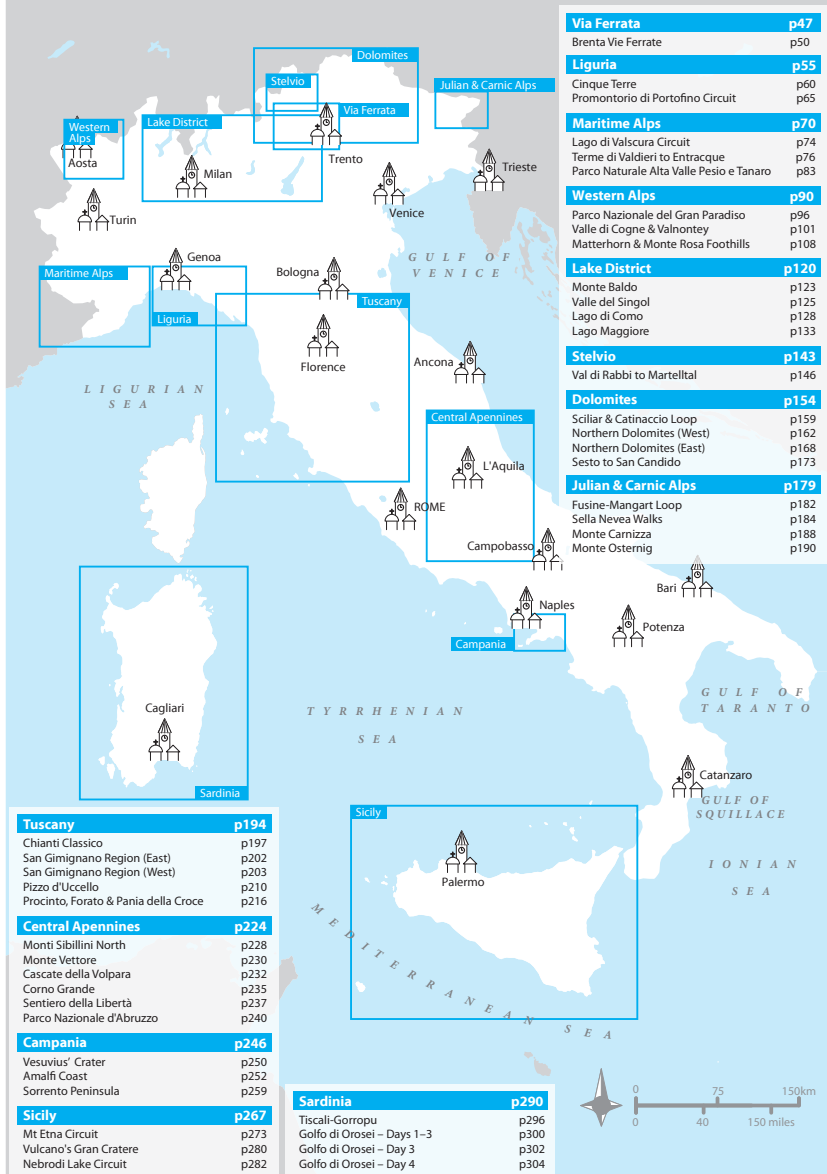 Dolomites
Stelvio
Julian & Carnic Alps
Via Ferrata
Lake District
Western
Alps
Aosta
Trento
Trieste
Milan
Venice
Turin
GULF OF
VENICE
Genoa
Bologna
Maritime Alps
Tuscany
Liguria
Florence
Ancona
LIGURIAN
SEA
Central Apennines
L'Aquila
ROME
Campobasso
Bari
Naples
Potenza
Campania
GULF OF
TARANTO
TYRRHENIAN
SEA
Cagliari
Catanzaro
GULF OF
SQUILLACE
Sardinia
Sicily
IONIAN
SEA
Palermo
MEDITERRANEAN SEA
0 75 150km
0 40 150 miles
Via Ferrata p47
Brenta Vie Ferrate p50
Liguria p55
Cinque Terre p60
Promontorio di Portofino Circuit p65
Maritime Alps p70
Lago di Valscura Circuit p74
Terme di Valdieri to Entracque p76
Parco Naturale Alta Valle Pesio e Tanaro p83
Western Alps p90
Parco Nazionale del Gran Paradiso p96
Valle di Cogne & Valnontey p101
Matterhorn & Monte Rosa Foothills p108
Lake District p120
Monte Baldo p123
Valle del Singol p125
Lago di Como p128
Lago Maggiore p133
Stelvio p143
Val di Rabbi to Martelltal p146
Dolomites p154
Sciliar & Catinaccio Loop p159
Northern Dolomites (West) p162
Northern Dolomites (East) p168
Sesto to San Candido p173
Julian & Carnic Alps p179
Fusine-Mangart Loop p182
Sella Nevea Walks p184
Monte Carnizza p188
Monte Osternig p190
Tuscany p194
Chianti Classico p197
San Gimignano Region (East) p202
San Gimignano Region (West) p203
Pizzo d'Uccello p210
Procinto, Forato & Pania della Croce p216
Central Apennines p224
Monti Sibillini North p228
Monte Vettore p230
Cascate della Volpara p232
Corno Grande p235
Sentiero della Libertà p237
Parco Nazionale d'Abruzzo p240
Campania p246
Vesuvius' Crater p250
Amalfi Coast p252
Sorrento Peninsula p259
Sicily p267
Mt Etna Circuit p273
Vulcano's Gran Cratere p280
Nebrodi Lake Circuit p282
Sardinia p290
Tiscali-Gorropu p296
Golfo di Orosei – Days 1–3 p300
Golfo di Orosei – Day 3 p302
Golfo di Orosei – Day 4 p304